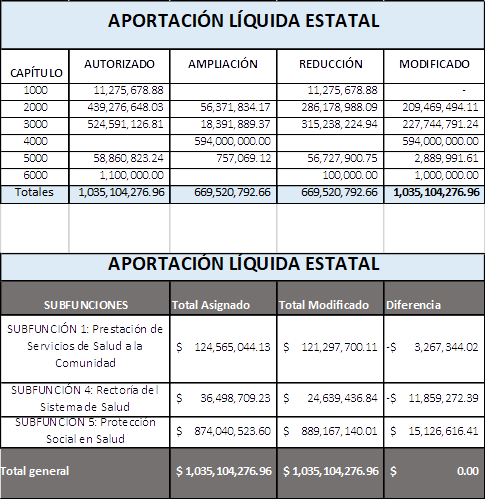 APORTACIÓN LÍQUIDA ESTATAL
CAPÍTULO AUTORIZADO AMPLIACIÓN REDUCCIÓN MODIFICADO
1000 11,275,678.88 11,275,678.88 -
2000 439,276,648.03 56,371,834.17 286,178,988.09 209,469,494.11
3000 524,591,126.81 18,391,889.37 315,238,224.94 227,744,791.24
4000 594,000,000.00 594,000,000.00
5000 58,860,823.24 757,069.12 56,727,900.75 2,889,991.61
6000 1,100,000.00 100,000.00 1,000,000.00
Totales 1,035,104,276.96 669,520,792.66 669,520,792.66 1,035,104,276.96
APORTACIÓN LÍQUIDA ESTATAL
SUBFUNCIONES Total Asignado Total Modificado Diferencia
SUBFUNCIÓN 1: Prestación de
Servicios de Salud a la
Comunidad
$ 124,565,044.13 $ 121,297,700.11 -$ 3,267,344.02
SUBFUNCIÓN 4: Rectoría del
Sistema de Salud
$ 36,498,709.23 $ 24,639,436.84 -$ 11,859,272.39
SUBFUNCIÓN 5: Protección
Social en Salud
$ 874,040,523.60 $ 889,167,140.01 $ 15,126,616.41
Total general $ 1,035,104,276.96 $ 1,035,104,276.96 $ 0.00